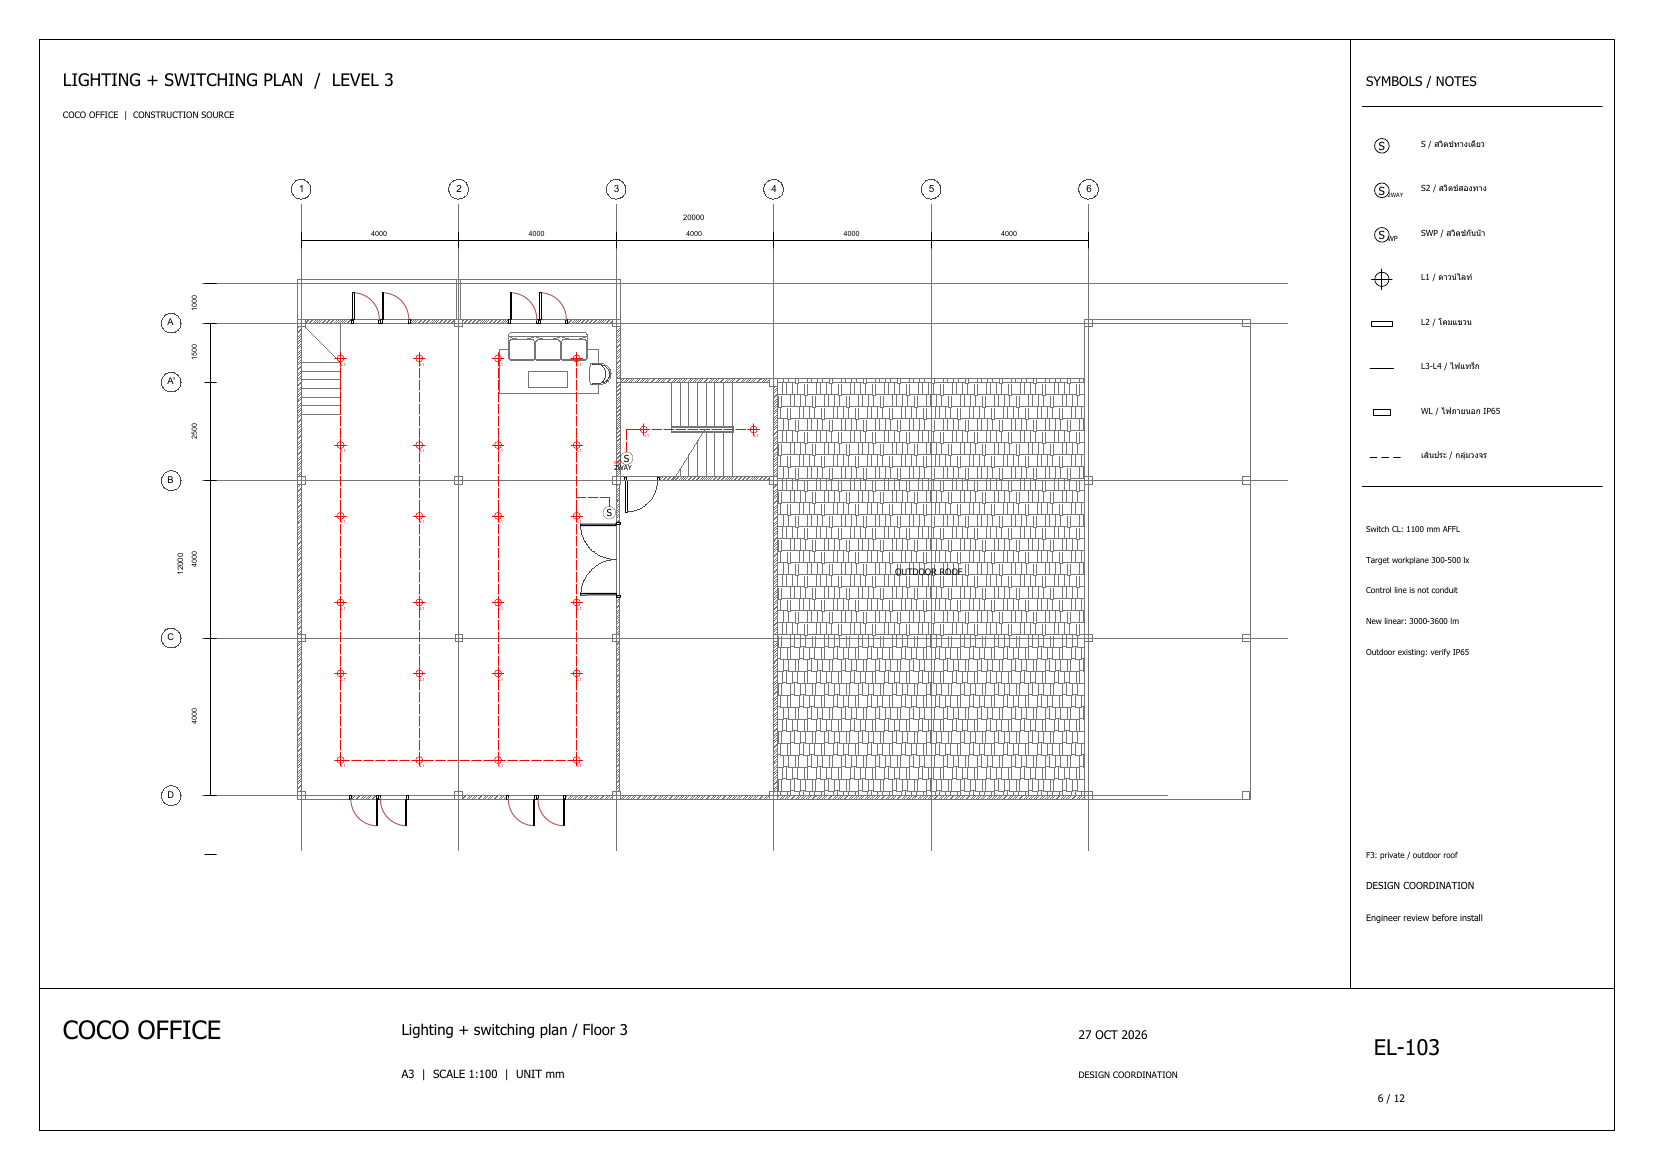 LIGHTING + SWITCHING PLAN / LEVEL 3
COCO OFFICE | CONSTRUCTION SOURCE
1 2 3 4 5 6
20000
4000 4000 4000 4000 4000
1000
A
1500
A'
2500
B
12000
4000
C
4000
D
S
2WAY
S
OUTDOOR ROOF
SYMBOLS / NOTES
S S / สวิตช์ทางเดียว
S 2WAY S2 / สวิตช์สองทาง
S WP SWP / สวิตช์กันน้ำ
L1 / ดาวน์ไลท์
L2 / โคมแขวน
L3-L4 / ไฟแทร็ก
WL / ไฟภายนอก IP65
เส้นประ / กลุ่มวงจร
Switch CL: 1100 mm AFFL
Target workplane 300-500 lx
Control line is not conduit
New linear: 3000-3600 lm
Outdoor existing: verify IP65
F3: private / outdoor roof
DESIGN COORDINATION
Engineer review before install
COCO OFFICE
Lighting + switching plan / Floor 3
A3 | SCALE 1:100 | UNIT mm
27 OCT 2026
DESIGN COORDINATION
EL-103
6 / 12